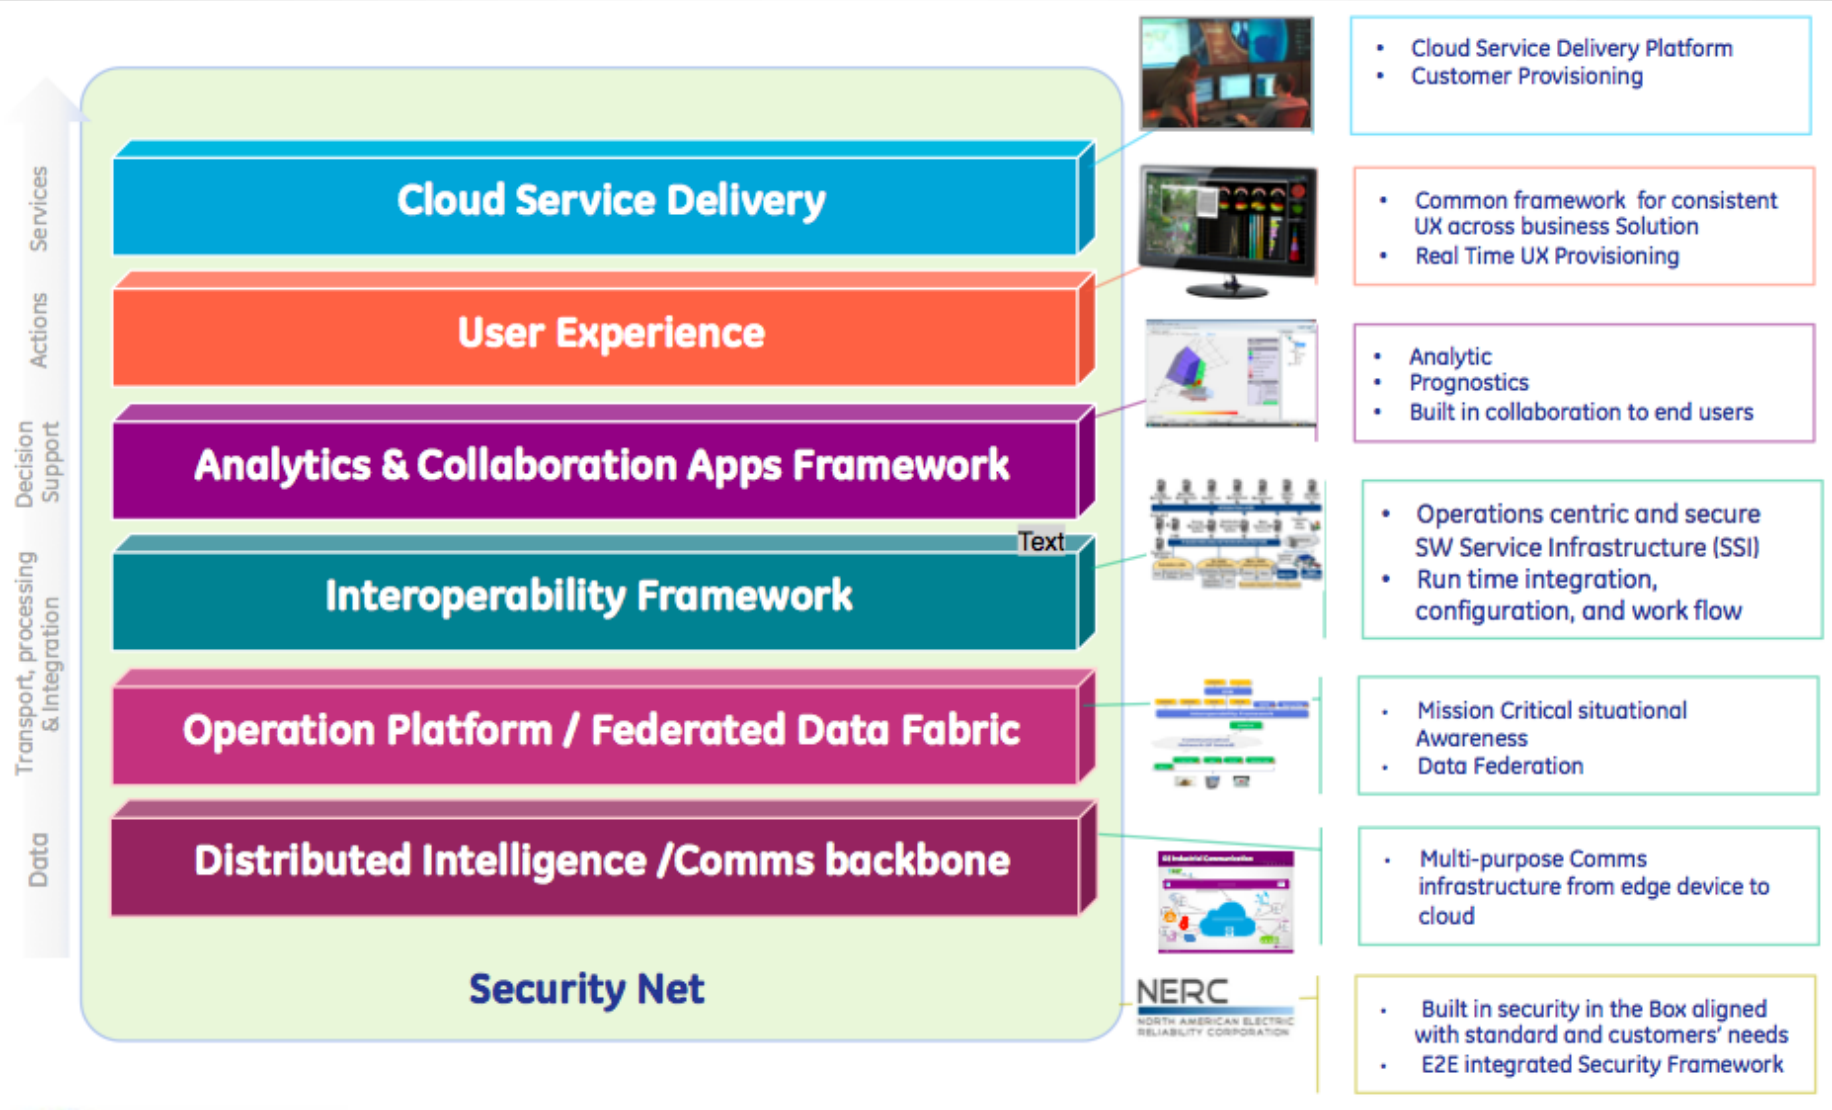 Services
Actions
Decision
Support
Transport, processing
& Integration
Data
Cloud Service Delivery
User Experience
Analytics & Collaboration Apps Framework
Text
Interoperability Framework
Operation Platform / Federated Data Fabric
Distributed Intelligence /Comms backbone
Security Net
GE Industrial Communication
NERC
NORTH AMERICAN ELECTRIC
RELIABILITY CORPORATION
• Cloud Service Delivery Platform
• Customer Provisioning
• Common framework for consistent
UX across business Solution
• Real Time UX Provisioning
• Analytic
• Prognostics
• Built in collaboration to end users
• Operations centric and secure
SW Service Infrastructure (SSI)
• Run time integration,
configuration, and work flow
• Mission Critical situational
Awareness
• Data Federation
• Multi-purpose Comms
infrastructure from edge device to
cloud
• Built in security in the Box aligned
with standard and customers' needs
• E2E integrated Security Framework